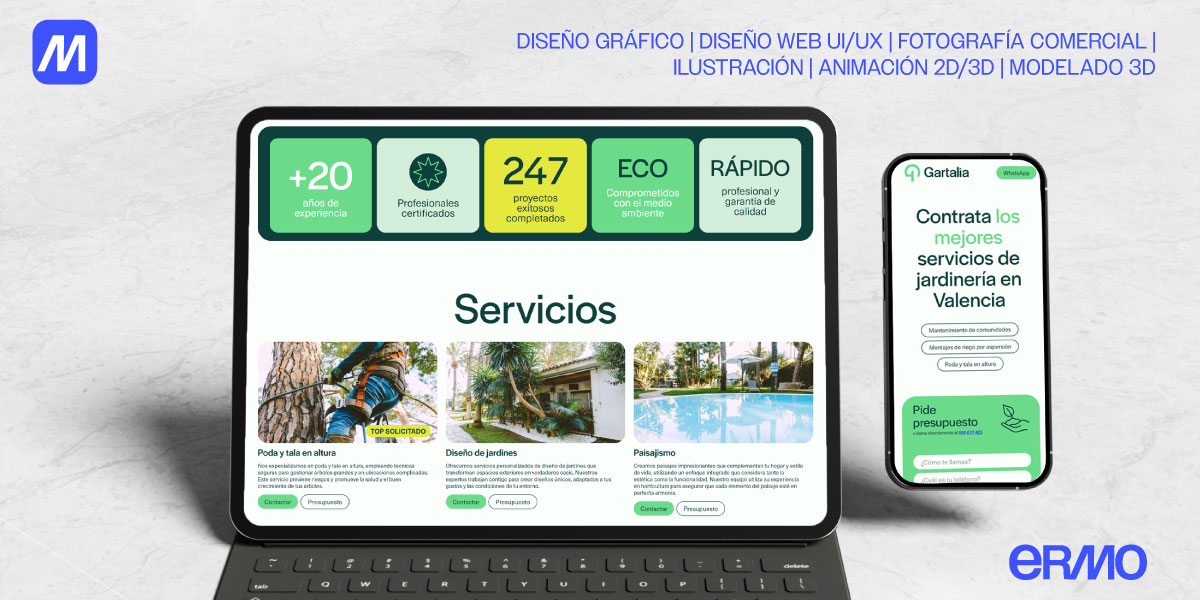 M
DISEÑO GRÁFICO | DISEÑO WEB UI/UX | FOTOGRAFÍA COMERCIAL |
ILUSTRACIÓN | ANIMACIÓN 2D/3D | MODELADO 3D
+20
años de
experiencia
Profesionales
certificados
247
proyectos
exitosos
completados
ECO
Comprometidos
con el medio
ambiente
RÁPIDO
profesional y
garantía de
calidad
Servicios
TOP SOLICITADO
Poda y tala en altura
Nos especializamos en poda y tala en altura, empleando técnicas
seguras para gestionar árboles grandes y en ubicaciones complicadas.
Este servicio previene riesgos y promueve la salud y el buen
crecimiento de tus árboles.
Contactar
Presupuesto
Diseño de jardines
Ofrecemos servicios personalizados de diseño de jardines que
transforman espacios exteriores en verdaderos oasis. Nuestros
expertos trabajan contigo para crear diseños únicos, adaptados a tus
gustos y las condiciones de tu entorno.
Contactar
Presupuesto
Paisajismo
Creamos paisajes impresionantes que complementan tu hogar y estilo
de vida, utilizando un enfoque integrado que considera tanto la
estética como la funcionalidad. Nuestro equipo utiliza su experiencia
en horticultura para asegurar que cada elemento del paisaje esté en
perfecta armonía.
Contactar
Presupuesto
Gartalia
WhatsApp
Contrata los
mejores
servicios de
jardinería en
Valencia
Mantenimiento de comunidades
Montajes de riego por aspersión
Poda y tala en altura
Pide
presupuesto
o llama directamente al
¿Cómo te llamas?
¿Cuál es tu teléfono?
delete
tab
Q W E R T Y U I O P
ERMO